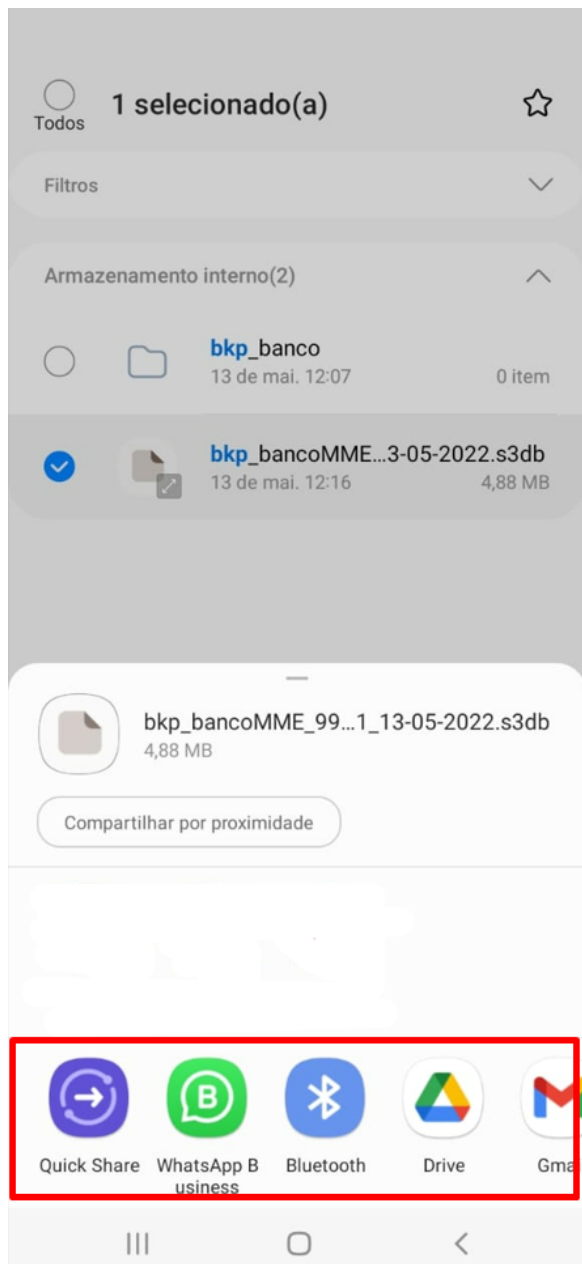 1 selecionado(a)
Todos
Filtros
Armazenamento interno(2)
bkp_banco
13 de mai. 12:07 0 item
bkp_bancoMME...3-05-2022.s3db
13 de mai. 12:16 4,88 MB
bkp_bancoMME_99...1_13-05-2022.s3db
4,88 MB
Compartilhar por proximidade
Quick Share WhatsApp B Bluetooth Drive Gma
usiness